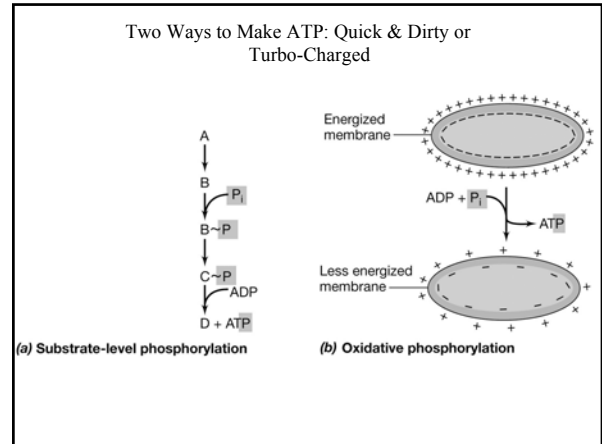 Two Ways to Make ATP: Quick & Dirty or
Turbo-Charged
A
B
Pi
B~P
C~P
ADP
D + ATP
(a) Substrate-level phosphorylation
Energized
membrane
ADP + Pi
ATP
Less energized
membrane
(b) Oxidative phosphorylation